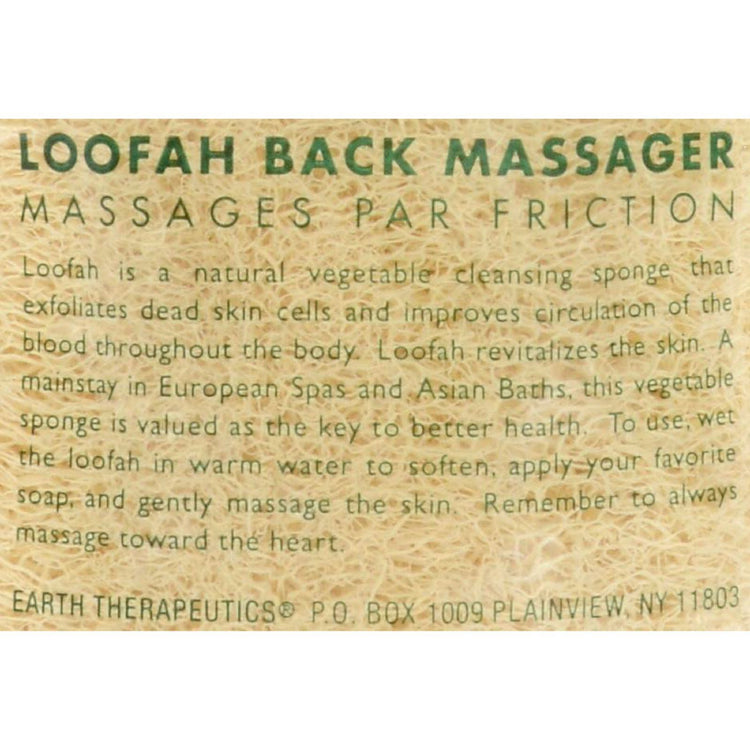 LOOFAH BACK MASSAGER
MASSAGES PAR FRICTION
Loofah is a natural vegetable cleansing sponge that
exfoliates dead skin cells and improves circulation of the
blood throughout the body. Loofah revitalizes the skin. A
mainstay in European Spas and Asian Baths, this vegetable
sponge is valued as the key to better health. To use, wet
the loofah in warm water to soften, apply your favorite
soap, and gently massage the skin. Remember to always
massage toward the heart.
EARTH THERAPEUTICS® P.O. BOX 1009 PLAINVIEW, NY 11803